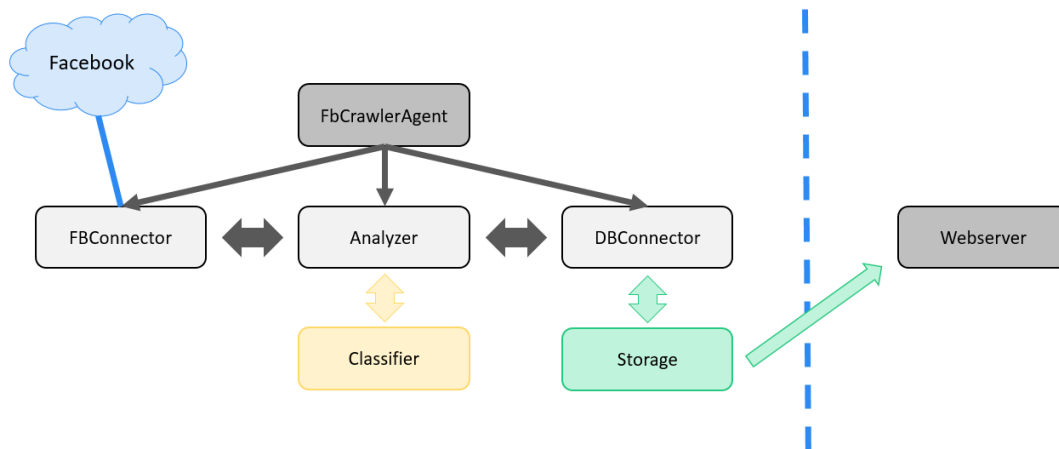 Facebook
FbCrawlerAgent
FBConnector
Analyzer
DBConnector
Webserver
Classifier
Storage